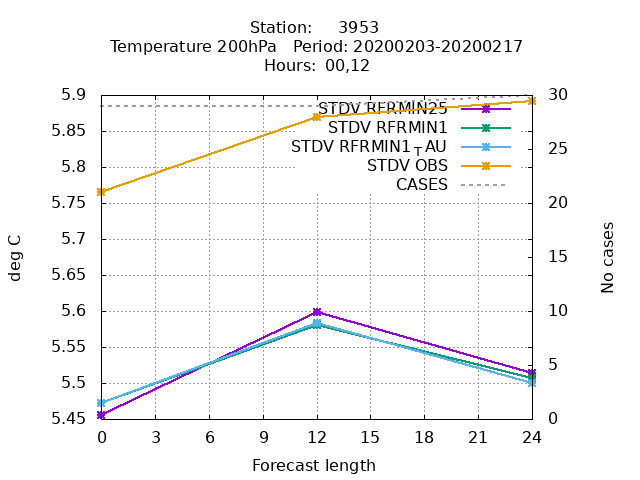 Station: 3953
Temperature 200hPa Period: 20200203-20200217
Hours: 00,12
5.9
5.85
5.8
5.75
5.7
5.65
5.6
5.55
5.5
5.45
30
25
20
15
10
5
0
STDV RFRMIN25
STDV RFRMIN1
STDV RFRMIN1TAU
STDV OBS
CASES
deg C
No cases
0 3 6 9 12 15 18 21 24
Forecast length